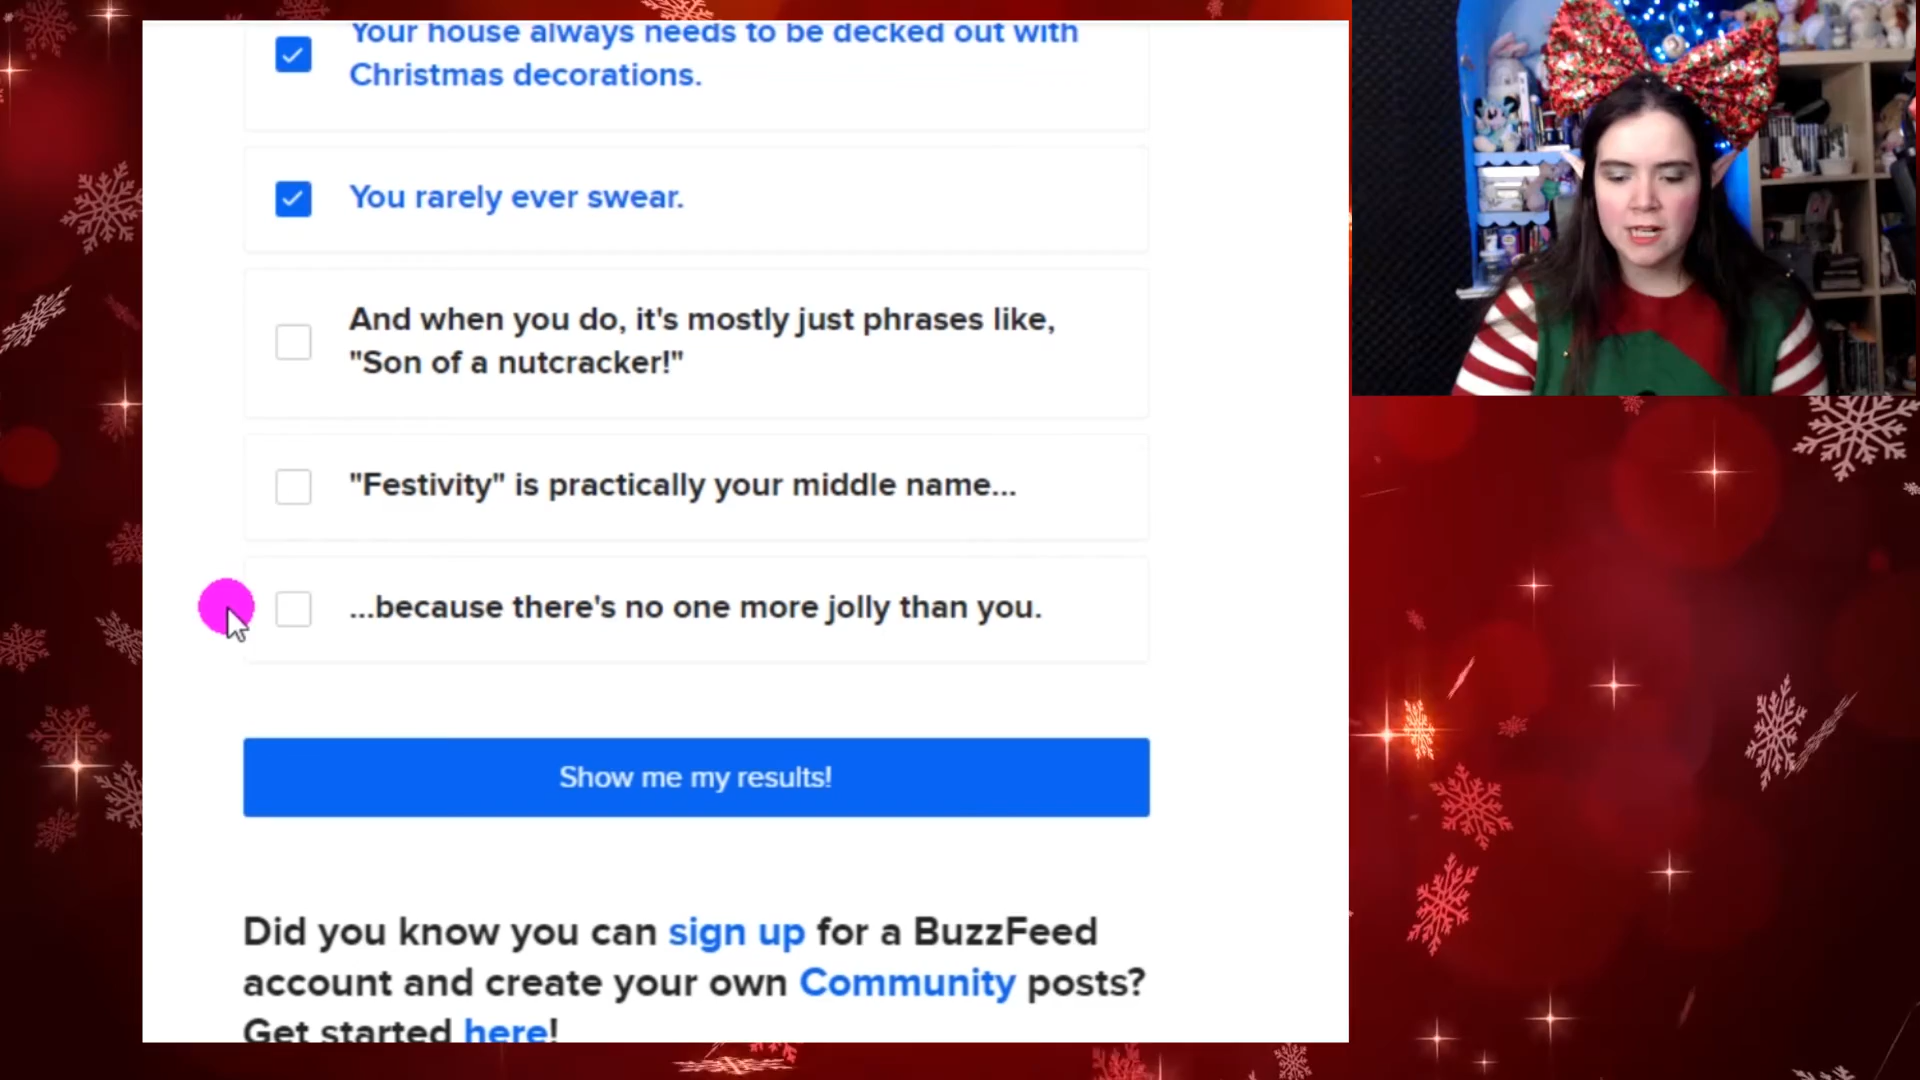 Your house always needs to be decked out with
Christmas decorations.
You rarely ever swear.
And when you do, it's mostly just phrases like,
"Son of a nutcracker!"
"Festivity" is practically your middle name...
...because there's no one more jolly than you.
Show me my results!
Did you know you can sign up for a BuzzFeed
account and create your own Community posts?
Get started here!